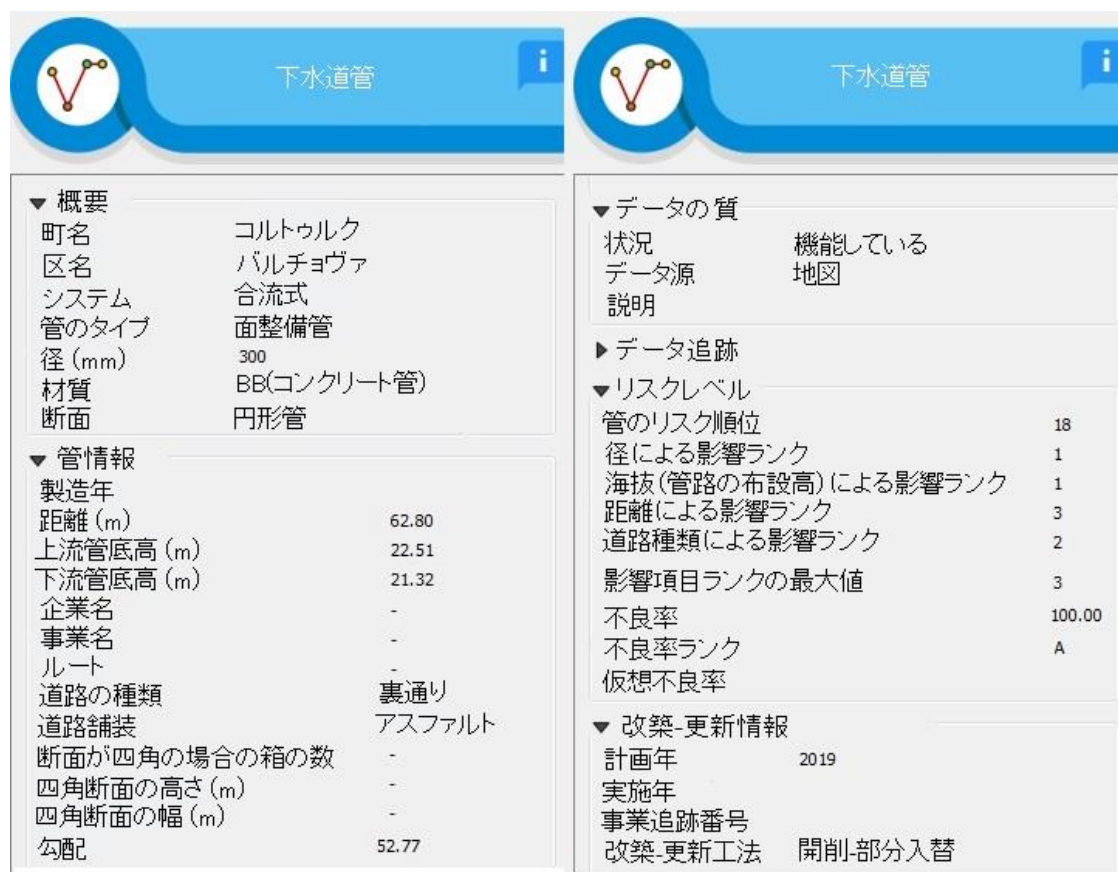 下水道管
i
▼ 概要
町名 コルトゥルク
区名 バルチョヴァ
システム 合流式
管のタイプ 面整備管
径(mm) 300
材質 BB(コンクリート管)
断面 円形管
▼ 管情報
製造年
距離(m) 62.80
上流管底高(m) 22.51
下流管底高(m) 21.32
企業名 -
事業名 -
ルート -
道路の種類 裏通り
道路舗装 アスファルト
断面が四角の場合の箱の数 -
四角断面の高さ(m) -
四角断面の幅(m) -
勾配 52.77
下水道管
i
▼データの質
状況 機能している
データ源 地図
説明
▶データ追跡
▼リスクレベル
管のリスク順位 18
径による影響ランク 1
海抜(管路の布設高)による影響ランク 1
距離による影響ランク 3
道路種類による影響ランク 2
影響項目ランクの最大値 3
不良率 100.00
不良率ランク A
仮想不良率
▼ 改築-更新情報
計画年 2019
実施年
事業追跡番号
改築-更新工法 開削-部分入替